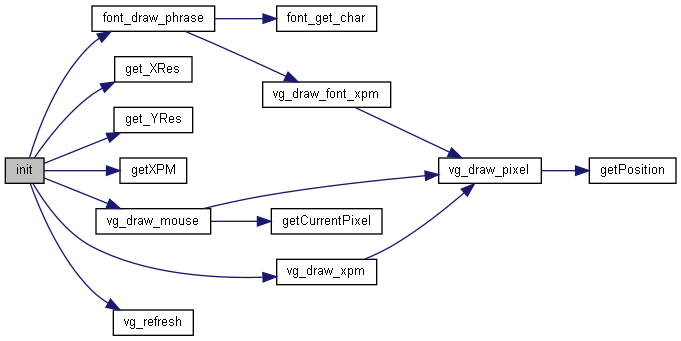 font_draw_phrase
font_get_char
get_XRes
vg_draw_font_xpm
get_YRes
init
getXPM
vg_draw_pixel
getPosition
vg_draw_mouse
getCurrentPixel
vg_draw_xpm
vg_refresh